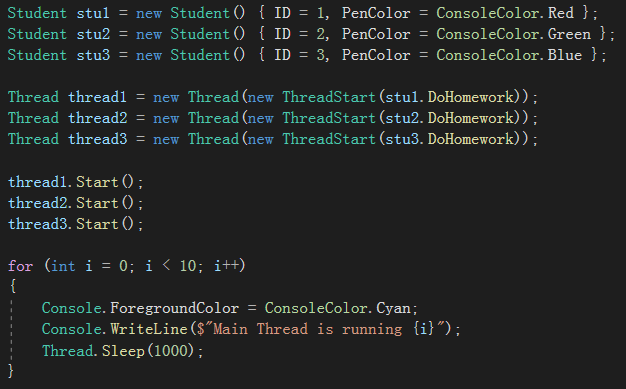 Student stu1 = new Student() { ID = 1, PenColor = ConsoleColor.Red };
Student stu2 = new Student() { ID = 2, PenColor = ConsoleColor.Green };
Student stu3 = new Student() { ID = 3, PenColor = ConsoleColor.Blue };
Thread thread1 = new Thread(new ThreadStart(stu1.DoHomework));
Thread thread2 = new Thread(new ThreadStart(stu2.DoHomework));
Thread thread3 = new Thread(new ThreadStart(stu3.DoHomework));
thread1.Start();
thread2.Start();
thread3.Start();
for (int i = 0; i < 10; i++)
{
Console.ForegroundColor = ConsoleColor.Cyan;
Console.WriteLine($"Main Thread is running {i}");
Thread.Sleep(1000);
}